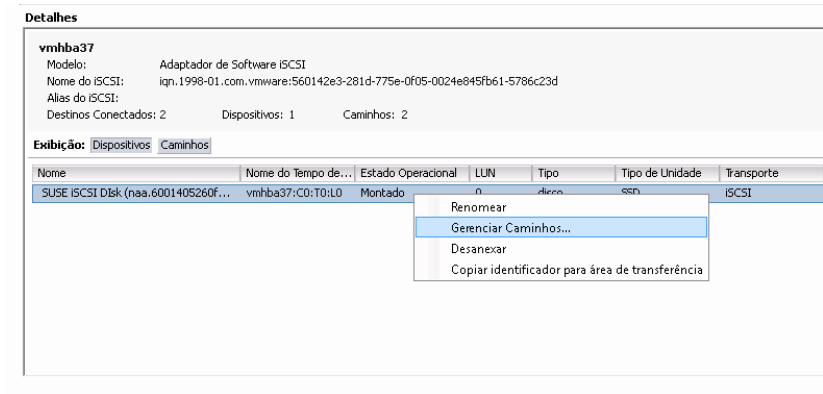 Detalhes
vmhba37
Modelo: Adaptador de Software iSCSI
Nome do iSCSI: iqn.1998-01.com.vmware:560142e3-281d-775e-0f05-0024e845fb61-5786c23d
Alias do iSCSI:
Destinos Conectados: 2 Dispositivos: 1 Caminhos: 2
Exibição: Dispositivos Caminhos
Nome Nome do Tempo de... Estado Operacional LUN Tipo Tipo de Unidade Transporte
SUSE iSCSI DIsk (naa.6001405260f... vmhba37:C0:T0:L0 Montado 0 disco SSD iSCSI
Renomear
Gerenciar Caminhos...
Desanexar
Copiar identificador para área de transferência